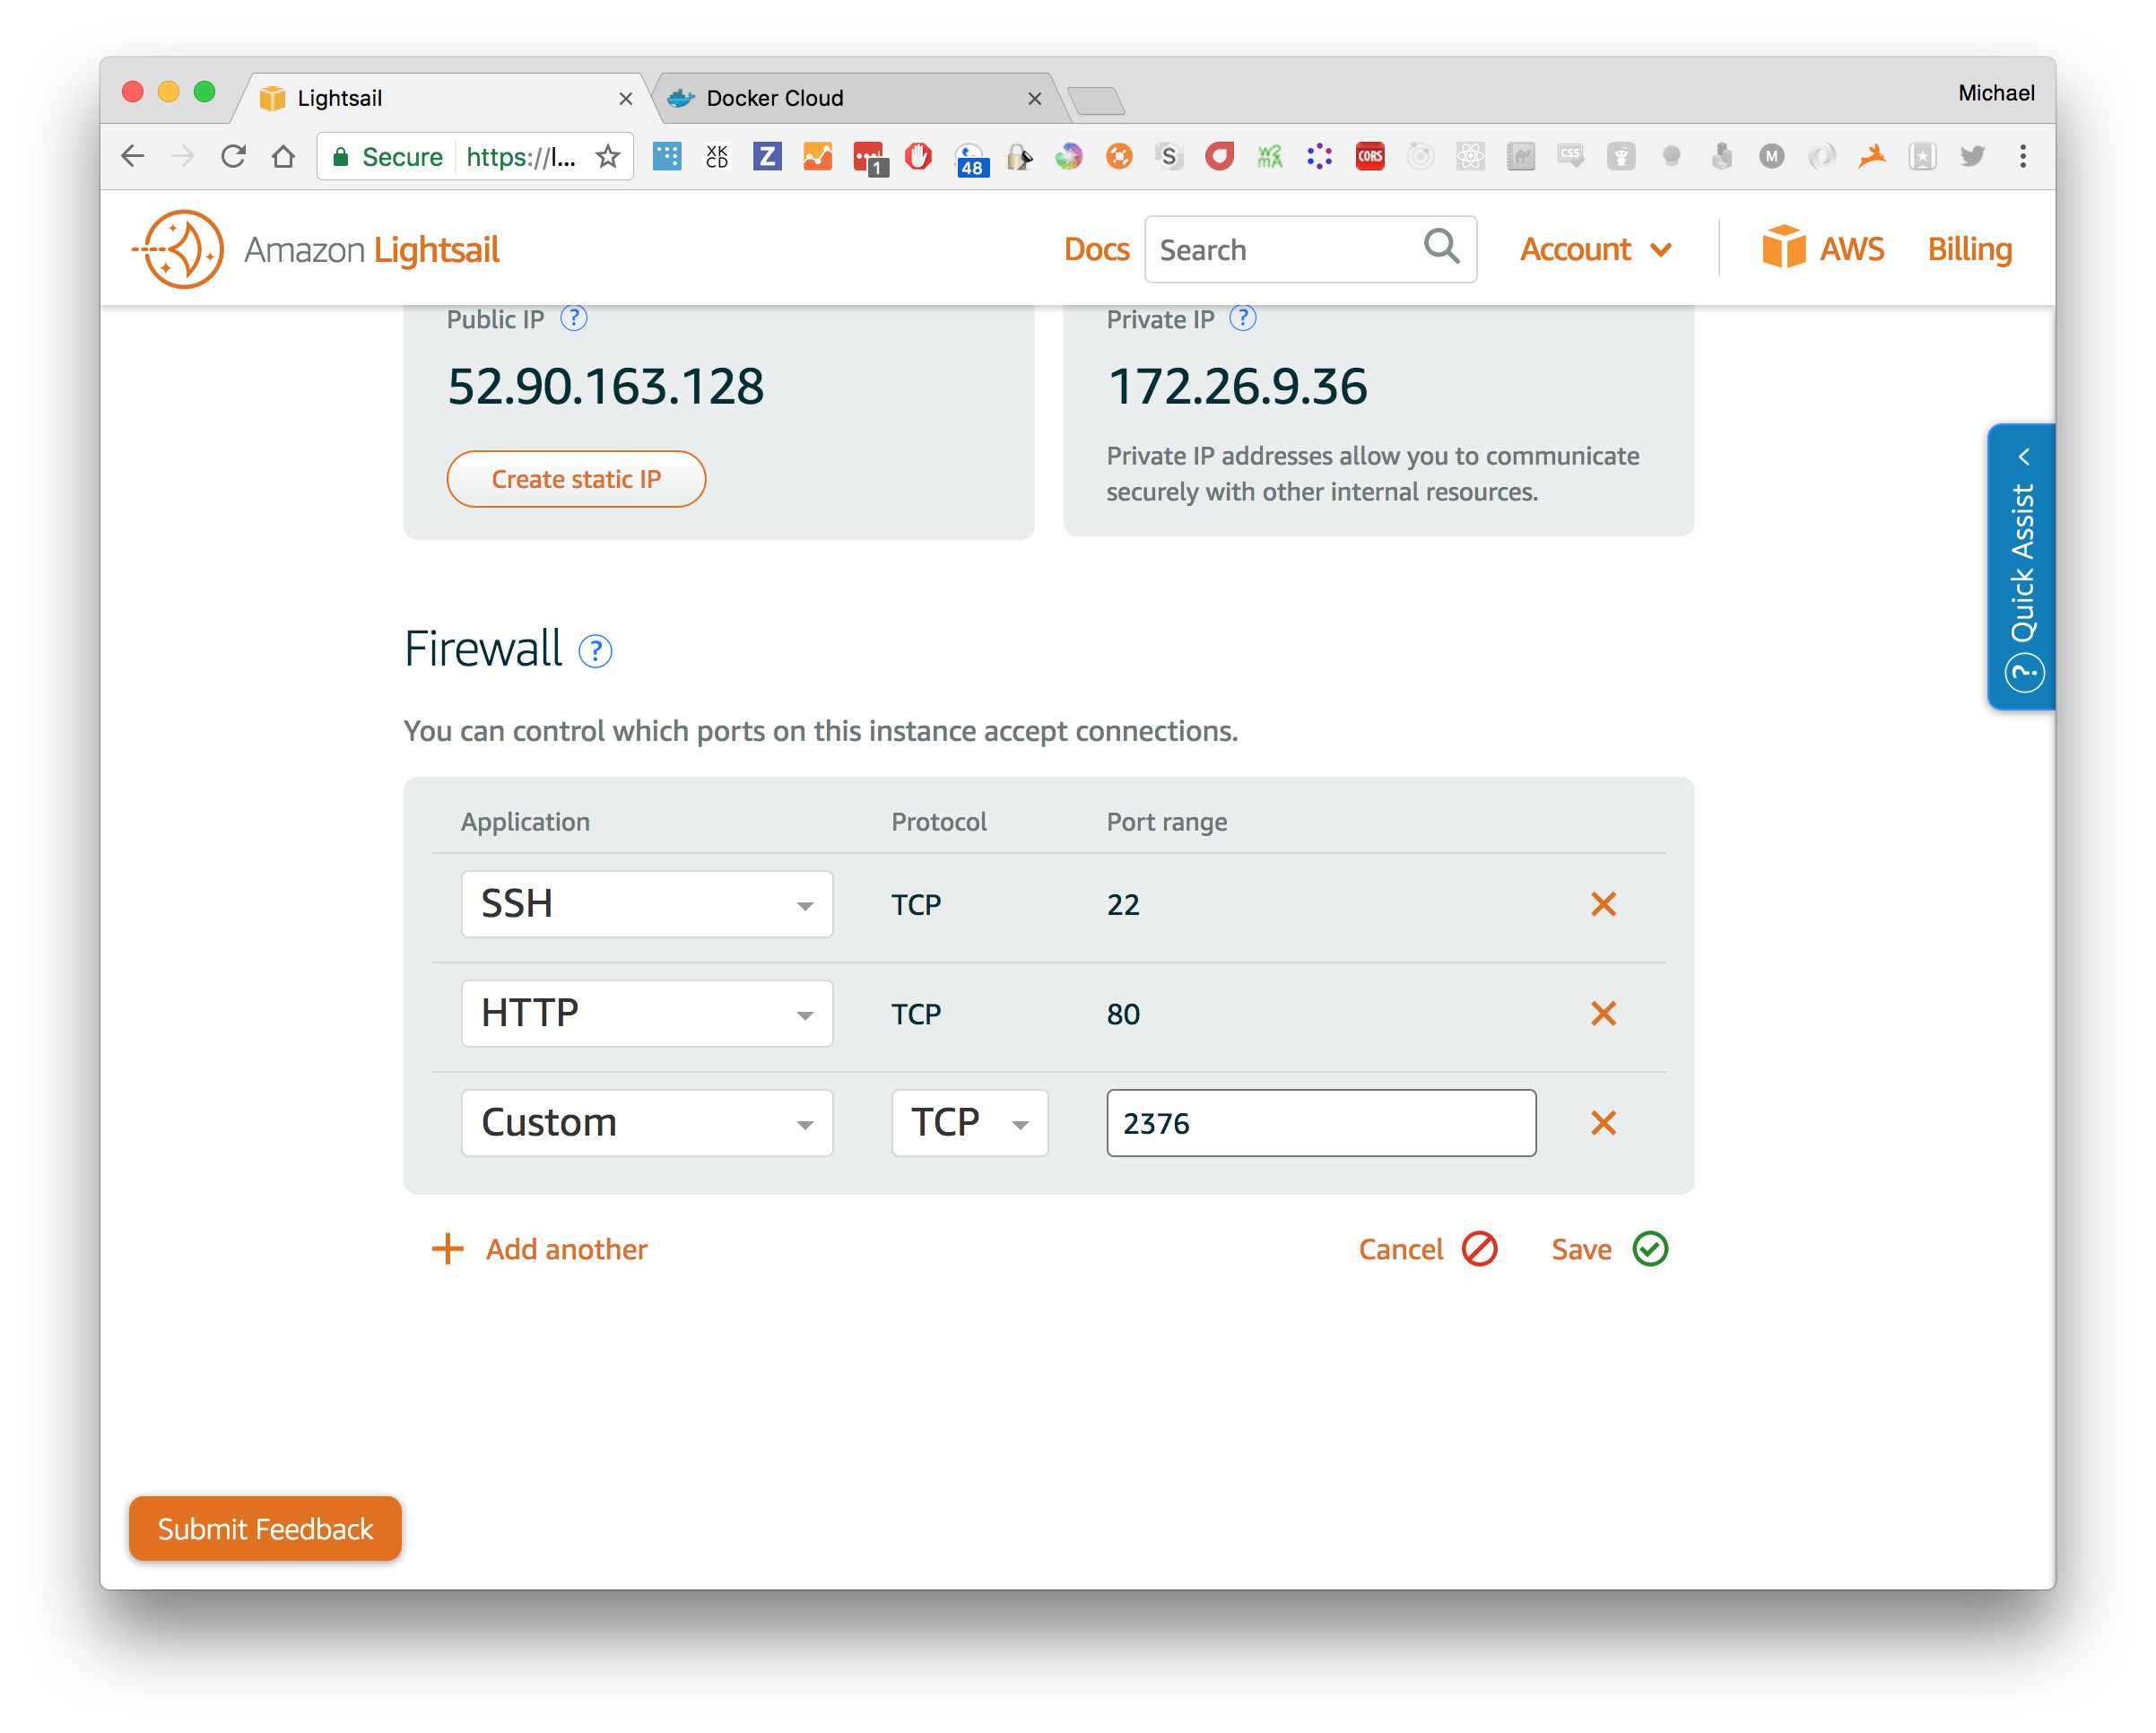 Lightsail
Docker Cloud
Michael
Secure https://l...
XK
CD
Z
1
48
S
W2
MA
CORS
CSS
M
Amazon Lightsail
Docs
Search
Account
AWS
Billing
Public IP ?
52.90.163.128
Create static IP
Private IP ?
172.26.9.36
Private IP addresses allow you to communicate
securely with other internal resources.
? Quick Assist
Firewall ?
You can control which ports on this instance accept connections.
Application Protocol Port range
SSH TCP 22
HTTP TCP 80
Custom TCP 2376
Add another
Cancel
Save
Submit Feedback